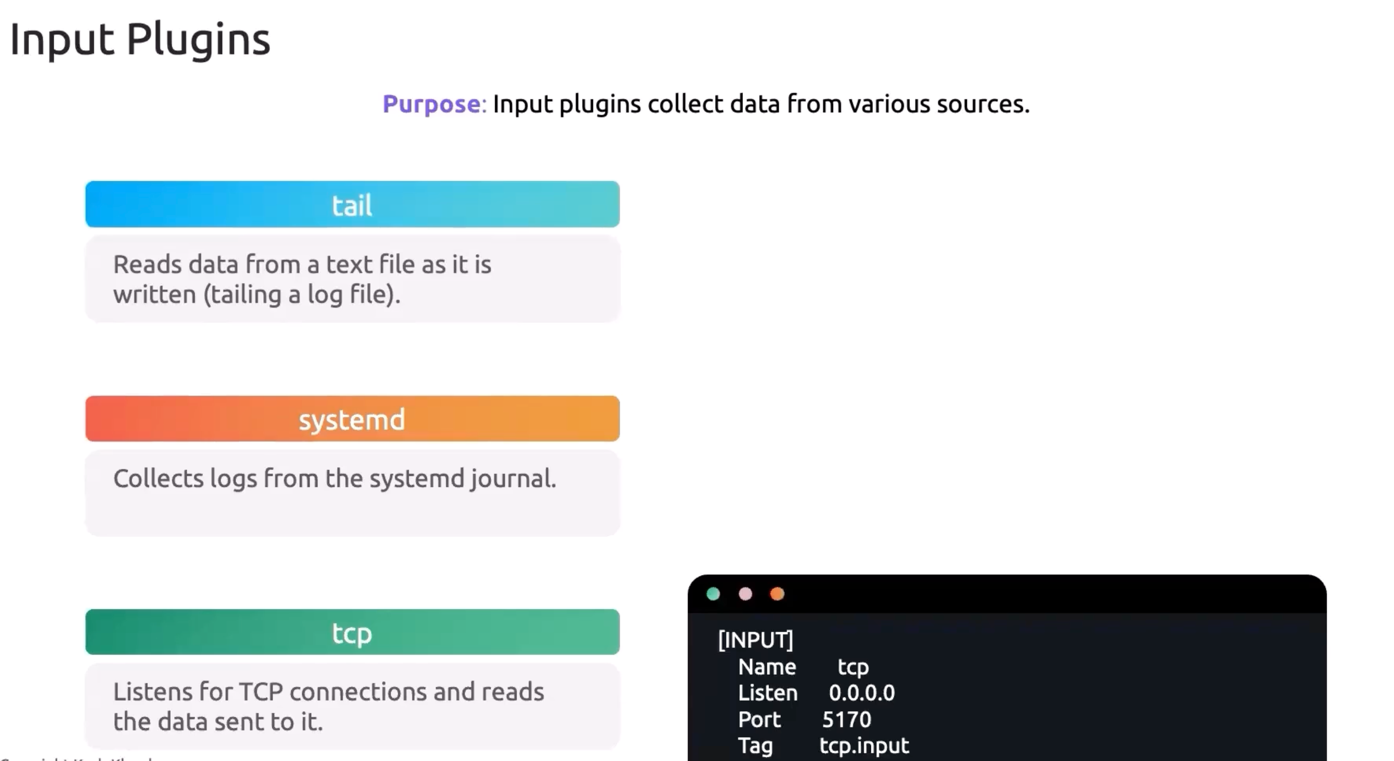 Input Plugins
Purpose: Input plugins collect data from various sources.
tail
Reads data from a text file as it is
written (tailing a log file).
systemd
Collects logs from the systemd journal.
tcp
Listens for TCP connections and reads
the data sent to it.
[INPUT]
Name tcp
Listen 0.0.0.0
Port 5170
Tag tcp.input